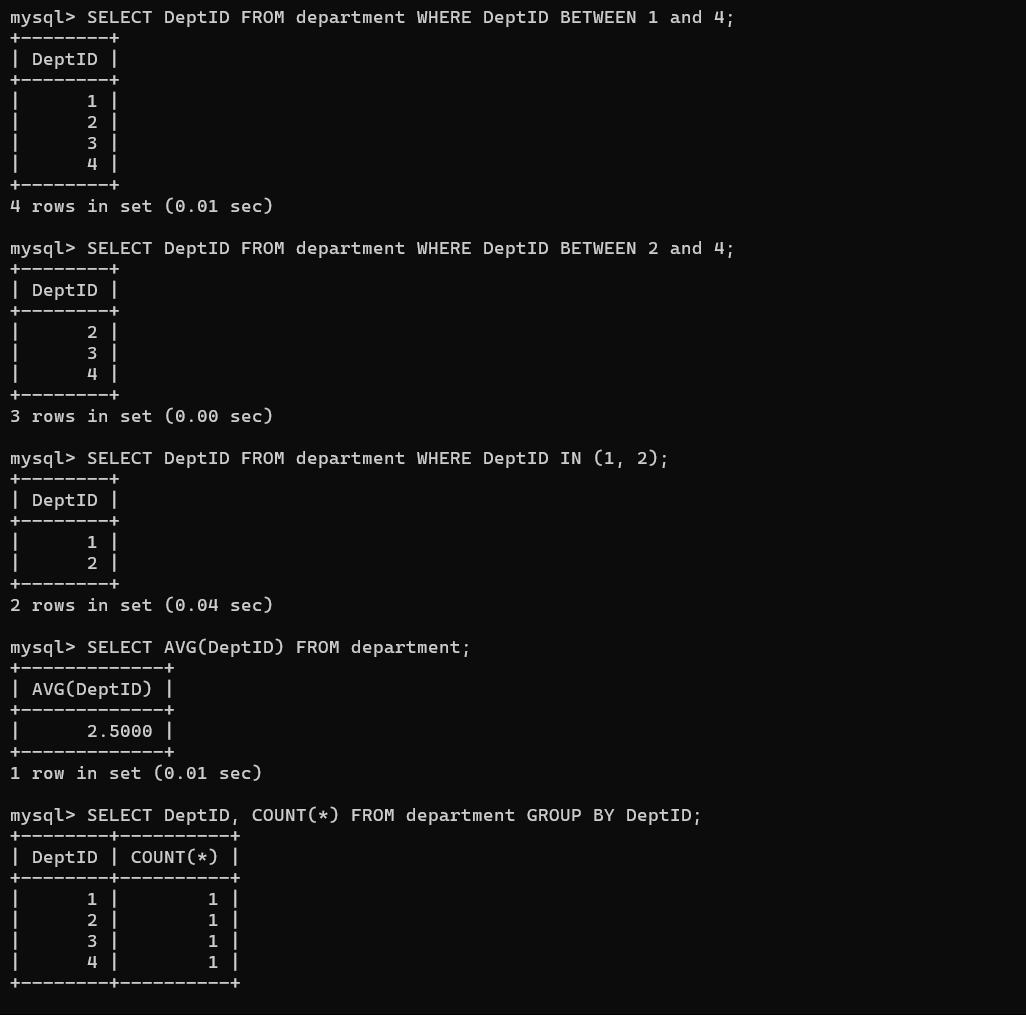 mysql> SELECT DeptID FROM department WHERE DeptID BETWEEN 1 and 4;
+--------+
| DeptID |
+--------+
|      1 |
|      2 |
|      3 |
|      4 |
+--------+
4 rows in set (0.01 sec)

mysql> SELECT DeptID FROM department WHERE DeptID BETWEEN 2 and 4;
+--------+
| DeptID |
+--------+
|      2 |
|      3 |
|      4 |
+--------+
3 rows in set (0.00 sec)

mysql> SELECT DeptID FROM department WHERE DeptID IN (1, 2);
+--------+
| DeptID |
+--------+
|      1 |
|      2 |
+--------+
2 rows in set (0.04 sec)

mysql> SELECT AVG(DeptID) FROM department;
+-------------+
| AVG(DeptID) |
+-------------+
|      2.5000 |
+-------------+
1 row in set (0.01 sec)

mysql> SELECT DeptID, COUNT(*) FROM department GROUP BY DeptID;
+--------+----------+
| DeptID | COUNT(*) |
+--------+----------+
|      1 |        1 |
|      2 |        1 |
|      3 |        1 |
|      4 |        1 |
+--------+----------+